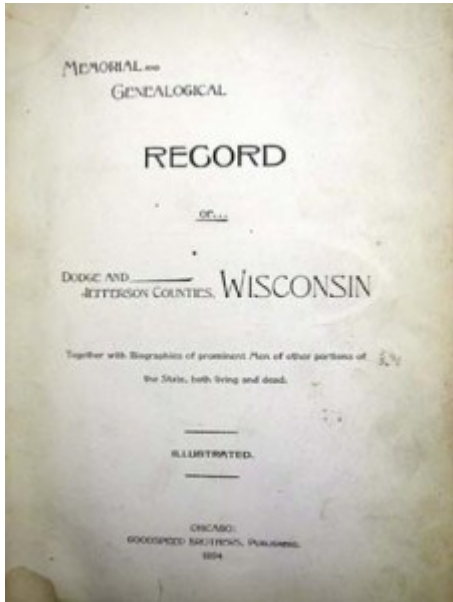 MEMORIAL AND
GENEALOGICAL
RECORD
OF...
DODGE AND
JEFFERSON COUNTIES, WISCONSIN
Together with Biographies of prominent Men of other portions of
the State, both living and dead.
ILLUSTRATED.
CHICAGO:
GOODSPEED BROTHERS, PUBLISHERS,
1894